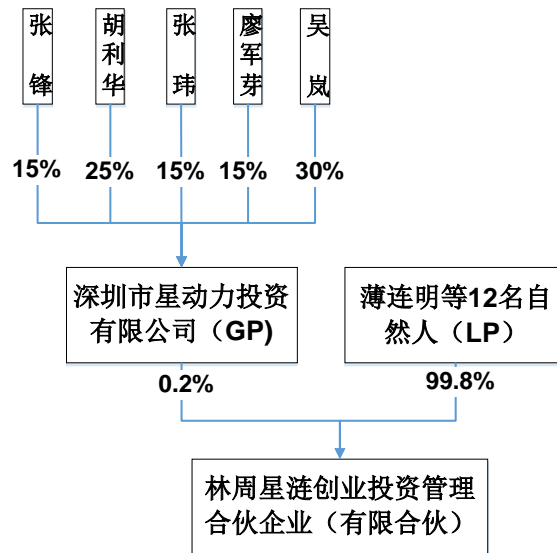 张锋
胡利华
张玮
廖军芽
吴岚
15%
25%
15%
15%
30%
深圳市星动力投资
有限公司（GP)
薄连明等12名自
然人（LP）
0.2%
99.8%
林周星涟创业投资管理
合伙企业（有限合伙）